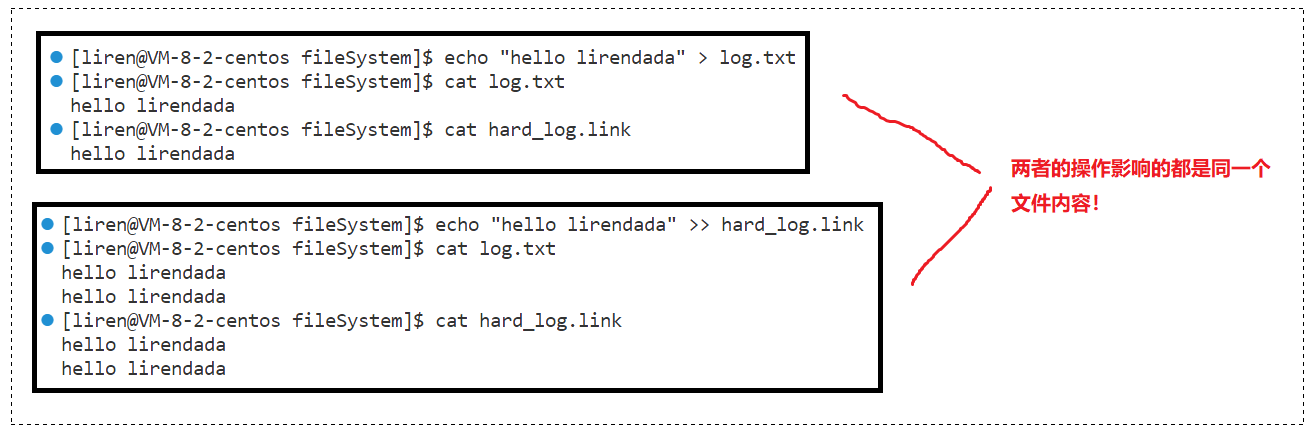 [liren@VM-8-2-centos fileSystem]$ echo "hello lirendada" > log.txt
[liren@VM-8-2-centos fileSystem]$ cat log.txt
hello lirendada
[liren@VM-8-2-centos fileSystem]$ cat hard_log.link
hello lirendada
两者的操作影响的都是同一个
文件内容！
[liren@VM-8-2-centos fileSystem]$ echo "hello lirendada" >> hard_log.link
[liren@VM-8-2-centos fileSystem]$ cat log.txt
hello lirendada
hello lirendada
[liren@VM-8-2-centos fileSystem]$ cat hard_log.link
hello lirendada
hello lirendada